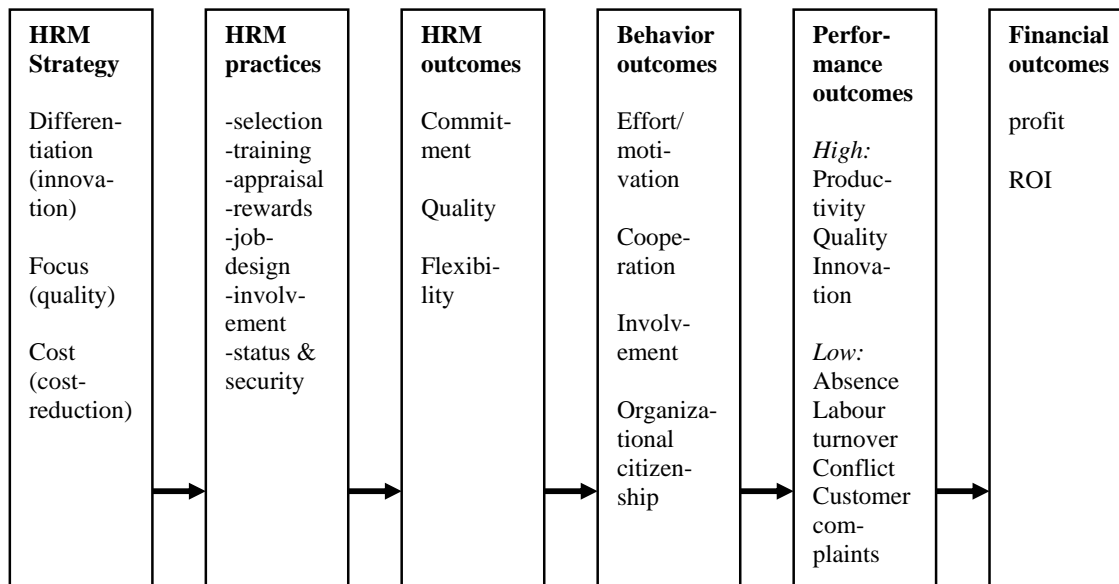 HRM
Strategy
Differen-
tiation
(innova-
tion)
Focus
(quality)
Cost
(cost-
reduction)
HRM
practices
-selection
-training
-appraisal
-rewards
-job-
design
-involv-
ement
-status &
security
HRM
outcomes
Commit-
ment
Quality
Flexibi-
lity
Behavior
outcomes
Effort/
moti-
vation
Coope-
ration
Involv-
ement
Organiza-
tional
citizen-
ship
Perfor-
mance
outcomes
High:
Produc-
tivity
Quality
Innova-
tion
Low:
Absence
Labour
turnover
Conflict
Customer
com-
plaints
Financial
outcomes
profit
ROI